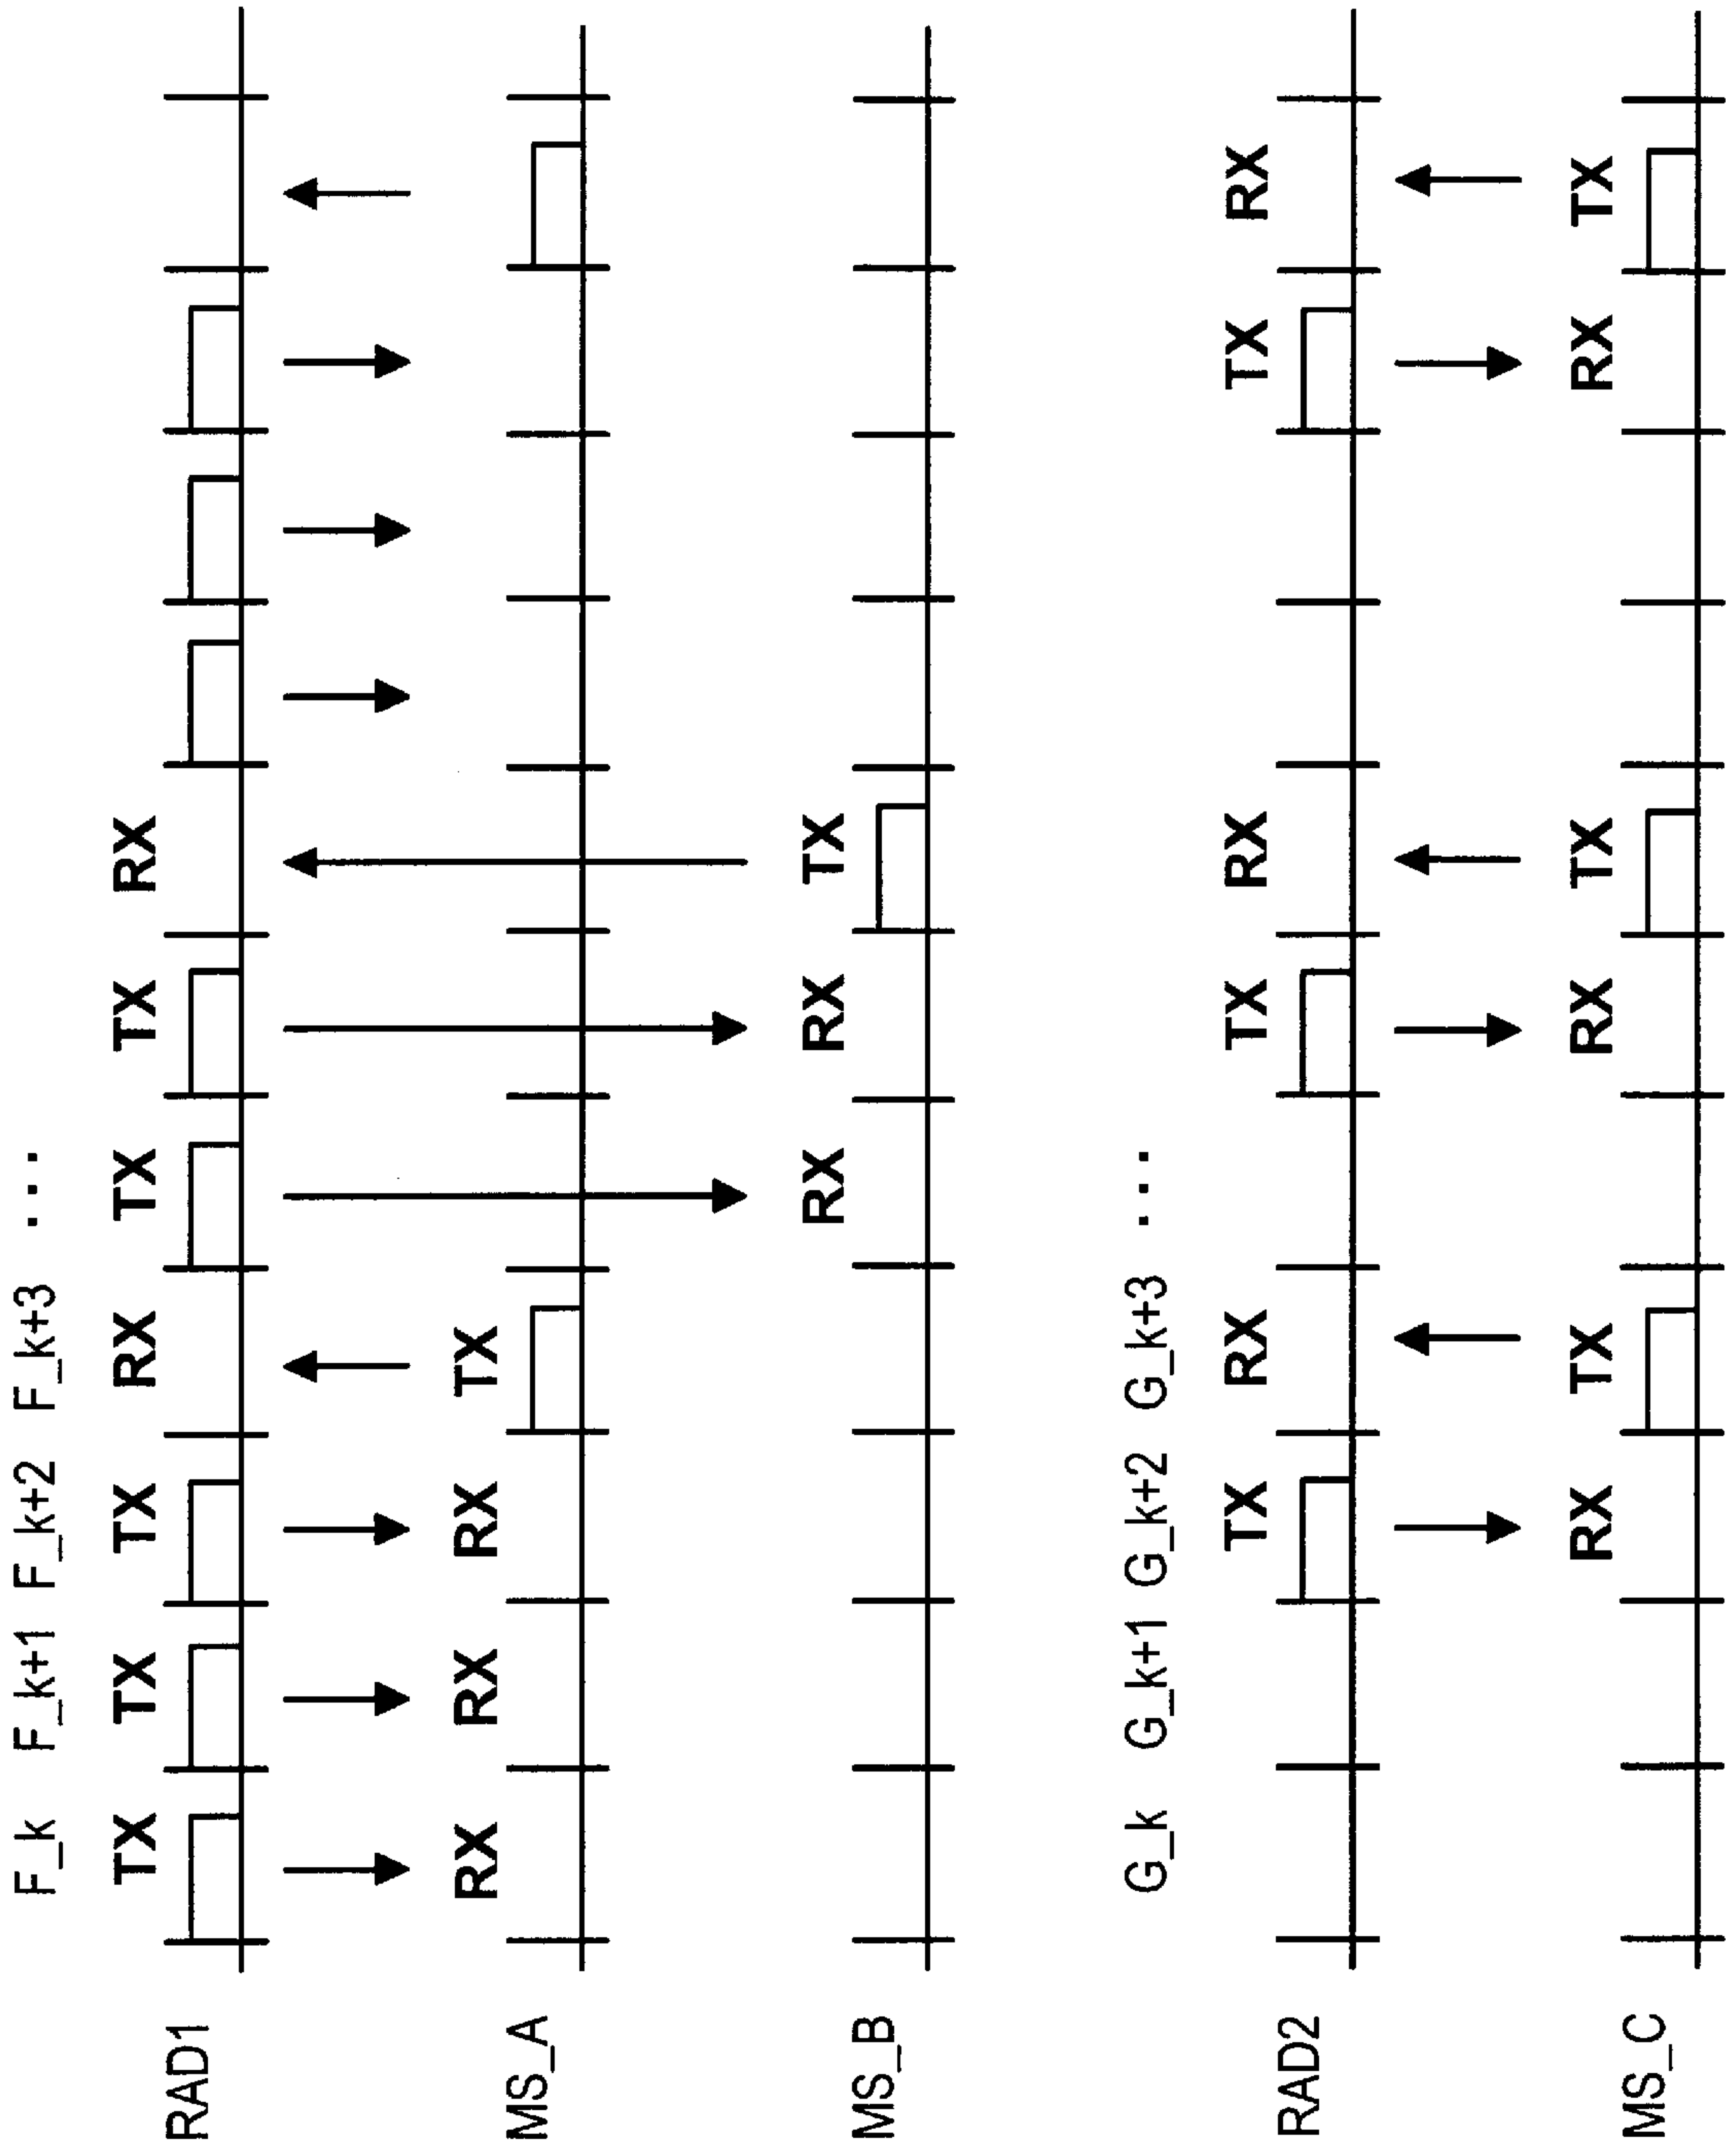 F_k F_k+1 F_k+2 F_k+3 ...
TX TX TX RX TX TX RX
RAD1
RX RX RX TX
MS_A
RX RX TX
MS_B
G_k G_k+1 G_k+2 G_k+3 ...
TX RX TX RX TX RX
RAD2
RX TX RX TX RX TX
MS_C